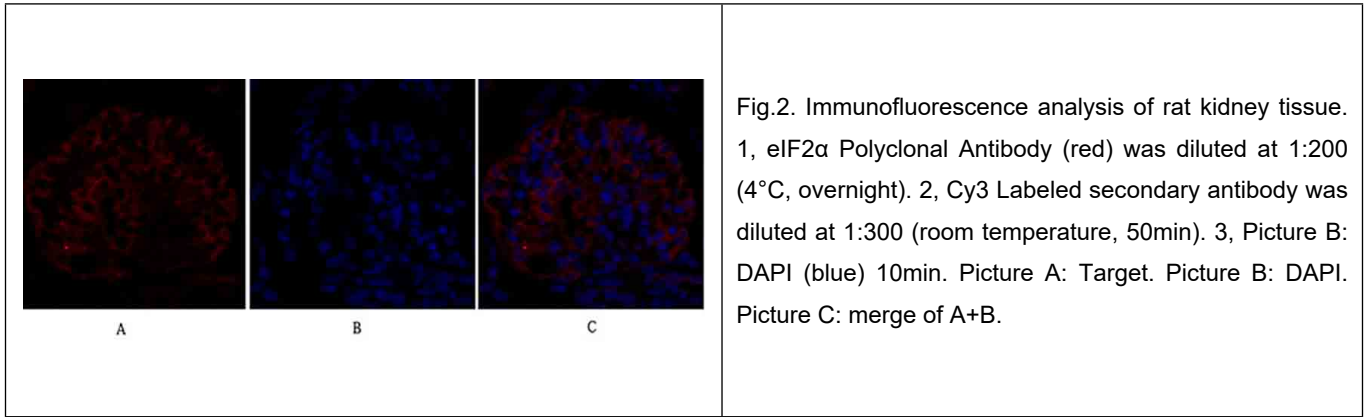 A
B
C
Fig.2. Immunofluorescence analysis of rat kidney tissue.
1, eIF2α Polyclonal Antibody (red) was diluted at 1:200
(4°C, overnight). 2, Cy3 Labeled secondary antibody was
diluted at 1:300 (room temperature, 50min). 3, Picture B:
DAPI (blue) 10min. Picture A: Target. Picture B: DAPI.
Picture C: merge of A+B.